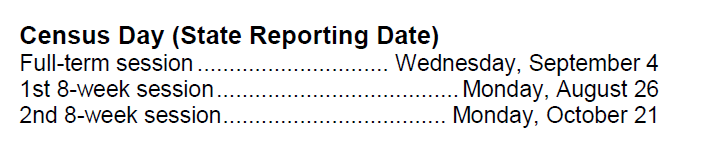 Census Day (State Reporting Date)
Full-term session .............................. Wednesday, September 4
1st 8-week session..................................... Monday, August 26
2nd 8-week session.................................. Monday, October 21